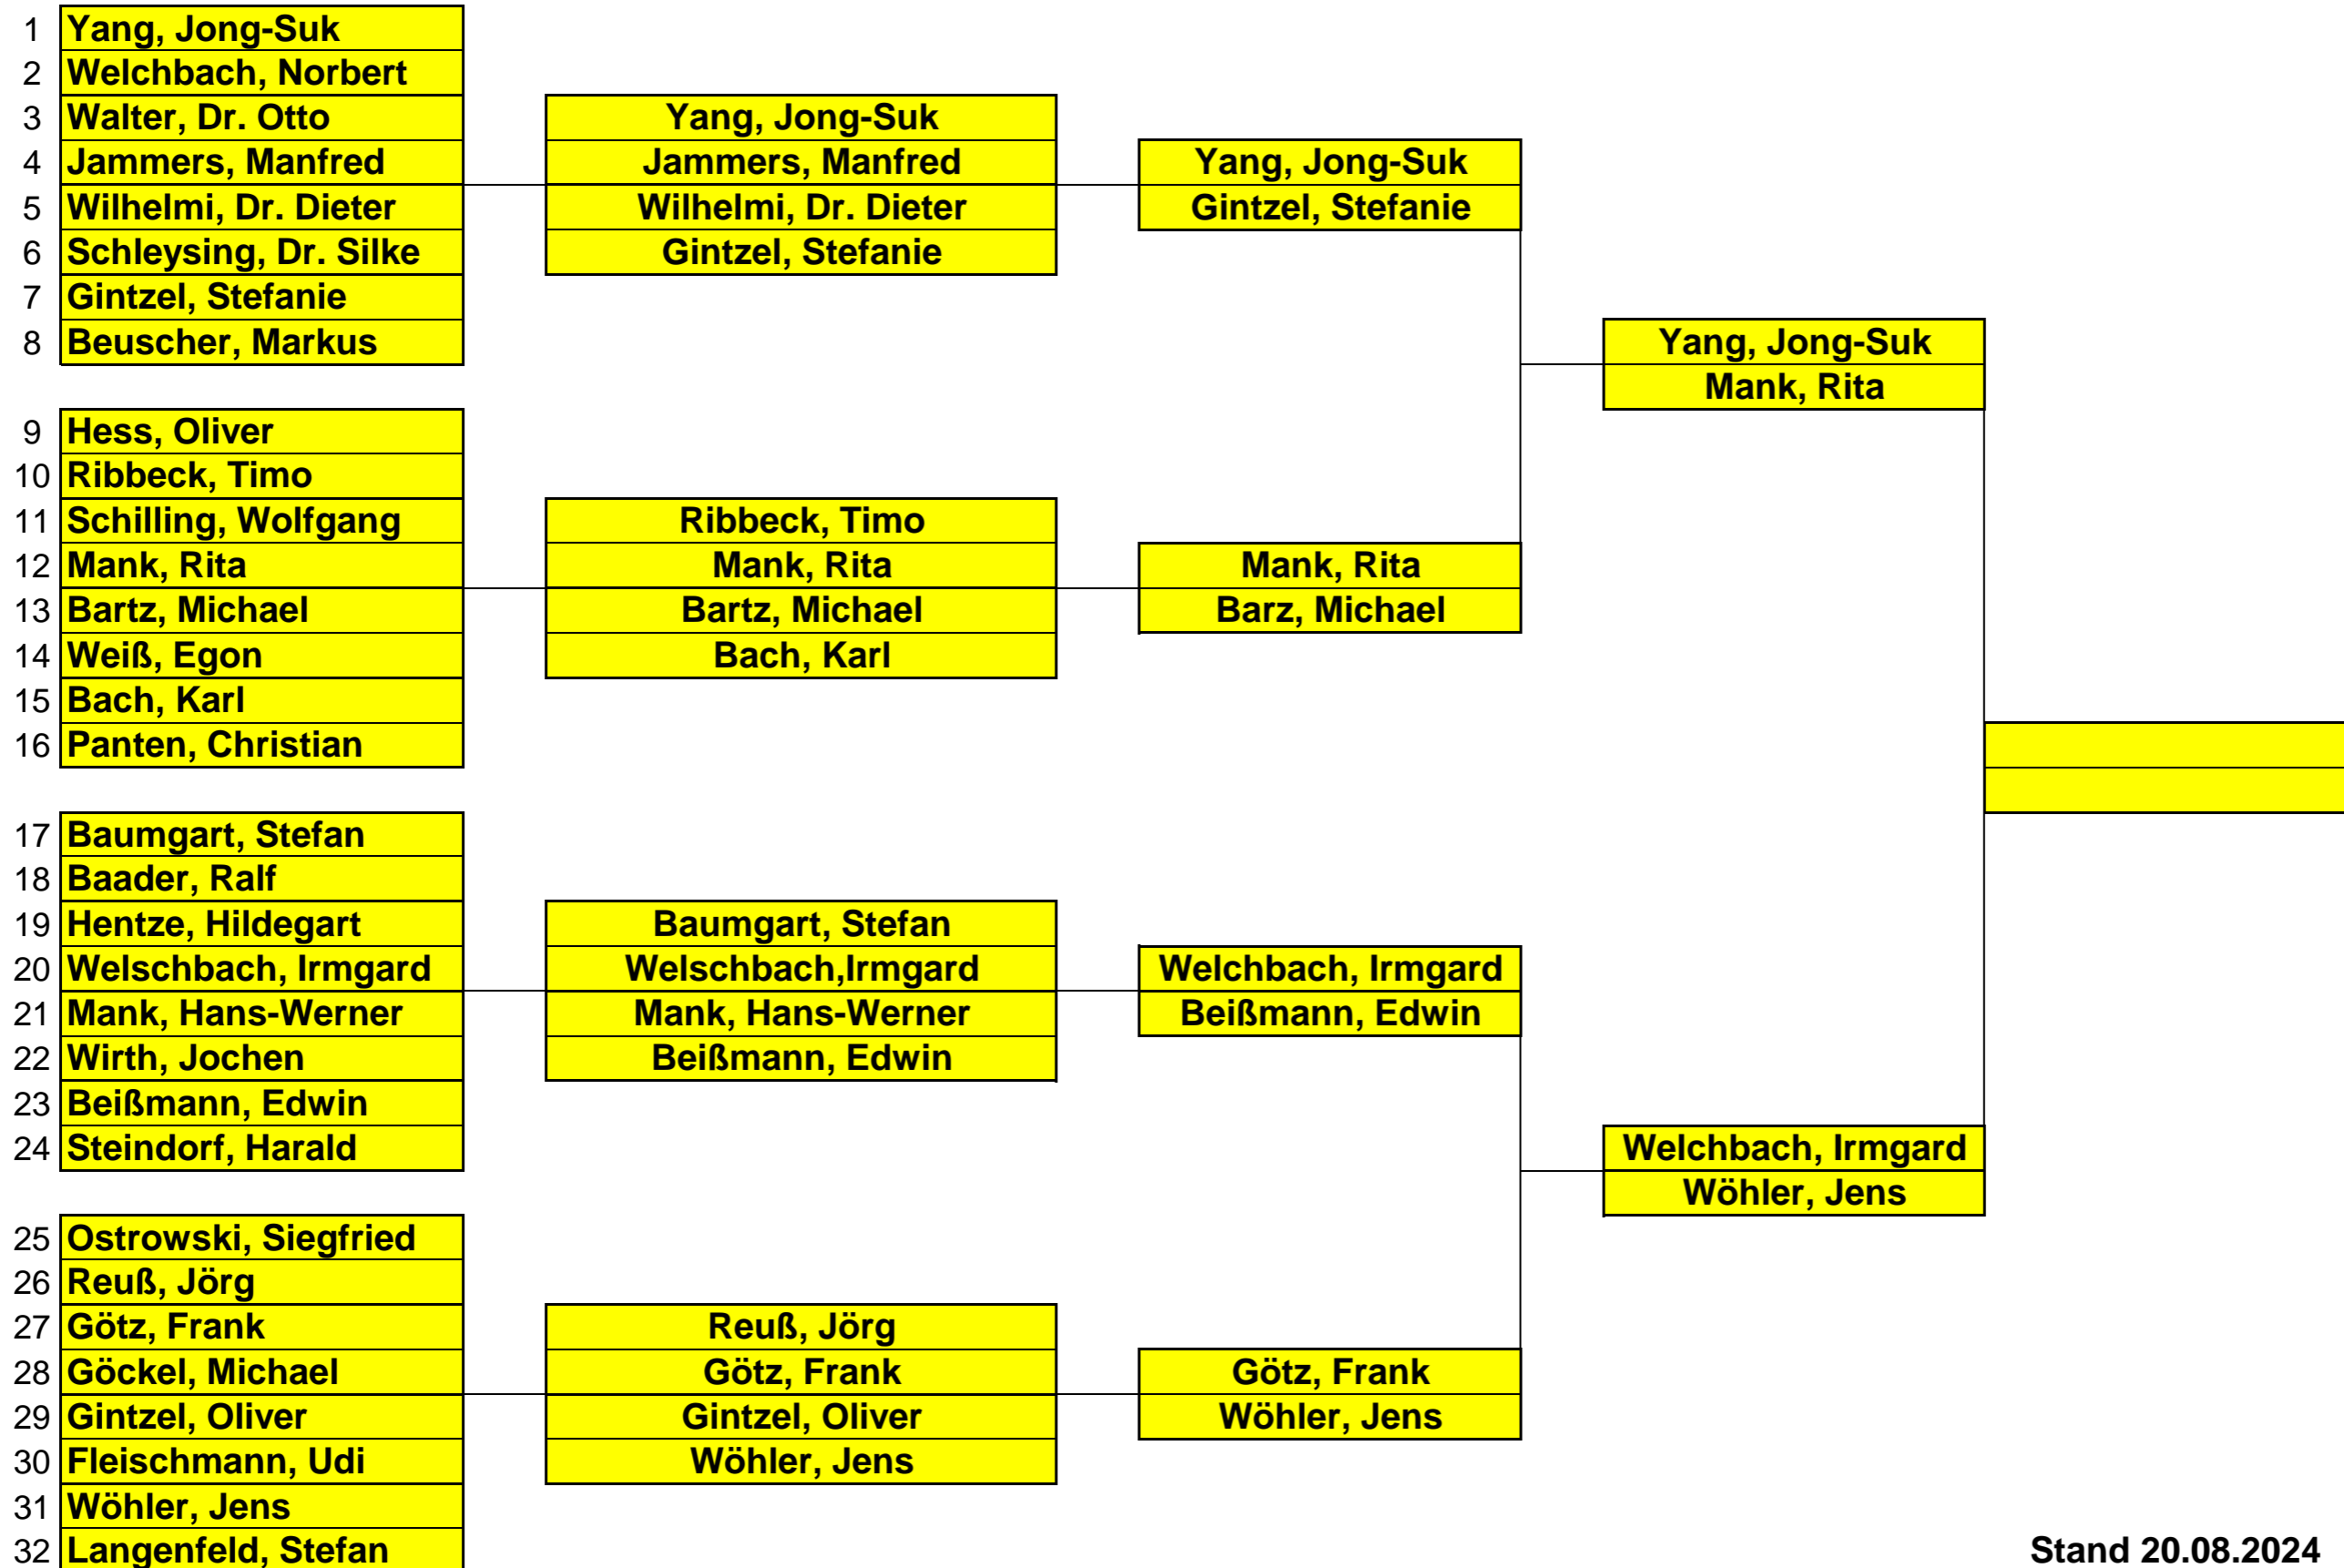 1 Yang, Jong-Suk
2 Welchbach, Norbert
3 Walter, Dr. Otto
4 Jammers, Manfred
5 Wilhelmi, Dr. Dieter
6 Schleysing, Dr. Silke
7 Gintzel, Stefanie
8 Beuscher, Markus
9 Hess, Oliver
10 Ribbeck, Timo
11 Schilling, Wolfgang
12 Mank, Rita
13 Bartz, Michael
14 Weiß, Egon
15 Bach, Karl
16 Panten, Christian
17 Baumgart, Stefan
18 Baader, Ralf
19 Hentze, Hildegart
20 Welschbach, Irmgard
21 Mank, Hans-Werner
22 Wirth, Jochen
23 Beißmann, Edwin
24 Steindorf, Harald
25 Ostrowski, Siegfried
26 Reuß, Jörg
27 Götz, Frank
28 Göckel, Michael
29 Gintzel, Oliver
30 Fleischmann, Udi
31 Wöhler, Jens
32 Langenfeld, Stefan
Yang, Jong-Suk
Jammers, Manfred
Wilhelmi, Dr. Dieter
Gintzel, Stefanie
Ribbeck, Timo
Mank, Rita
Bartz, Michael
Bach, Karl
Baumgart, Stefan
Welschbach,Irmgard
Mank, Hans-Werner
Beißmann, Edwin
Reuß, Jörg
Götz, Frank
Gintzel, Oliver
Wöhler, Jens
Yang, Jong-Suk
Gintzel, Stefanie
Mank, Rita
Barz, Michael
Welchbach, Irmgard
Beißmann, Edwin
Götz, Frank
Wöhler, Jens
Yang, Jong-Suk
Mank, Rita
Welchbach, Irmgard
Wöhler, Jens
Stand 20.08.2024